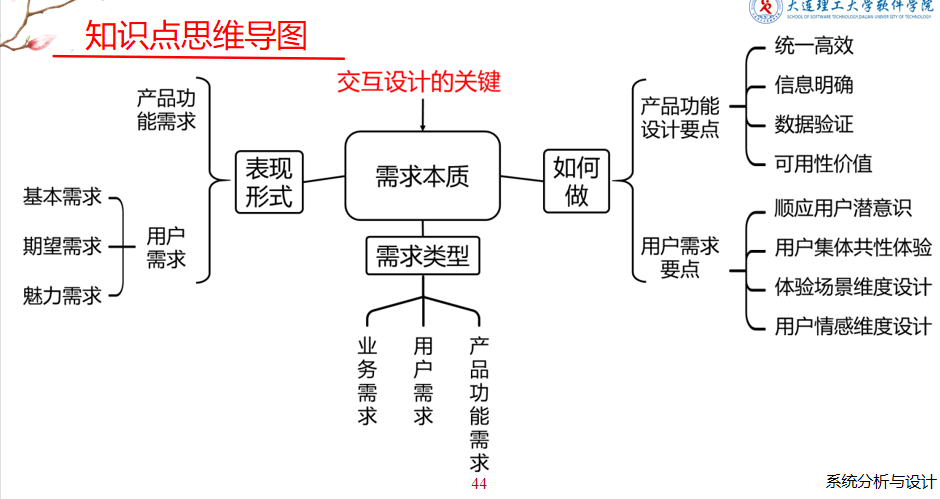 大连理工大学软件学院
SCHOOL OF SOFTWARE TECHNOLOGY,DALIAN UNIVERSITY OF TECHNOLOGY
知识点思维导图
交互设计的关键
需求本质
表现
形式
产品功
能需求
用户
需求
基本需求
期望需求
魅力需求
需求类型
业务需求
用户需求
产品功能需求
如何
做
产品功能
设计要点
统一高效
信息明确
数据验证
可用性价值
用户需求
要点
顺应用户潜意识
用户集体共性体验
体验场景维度设计
用户情感维度设计
44
系统分析与设计